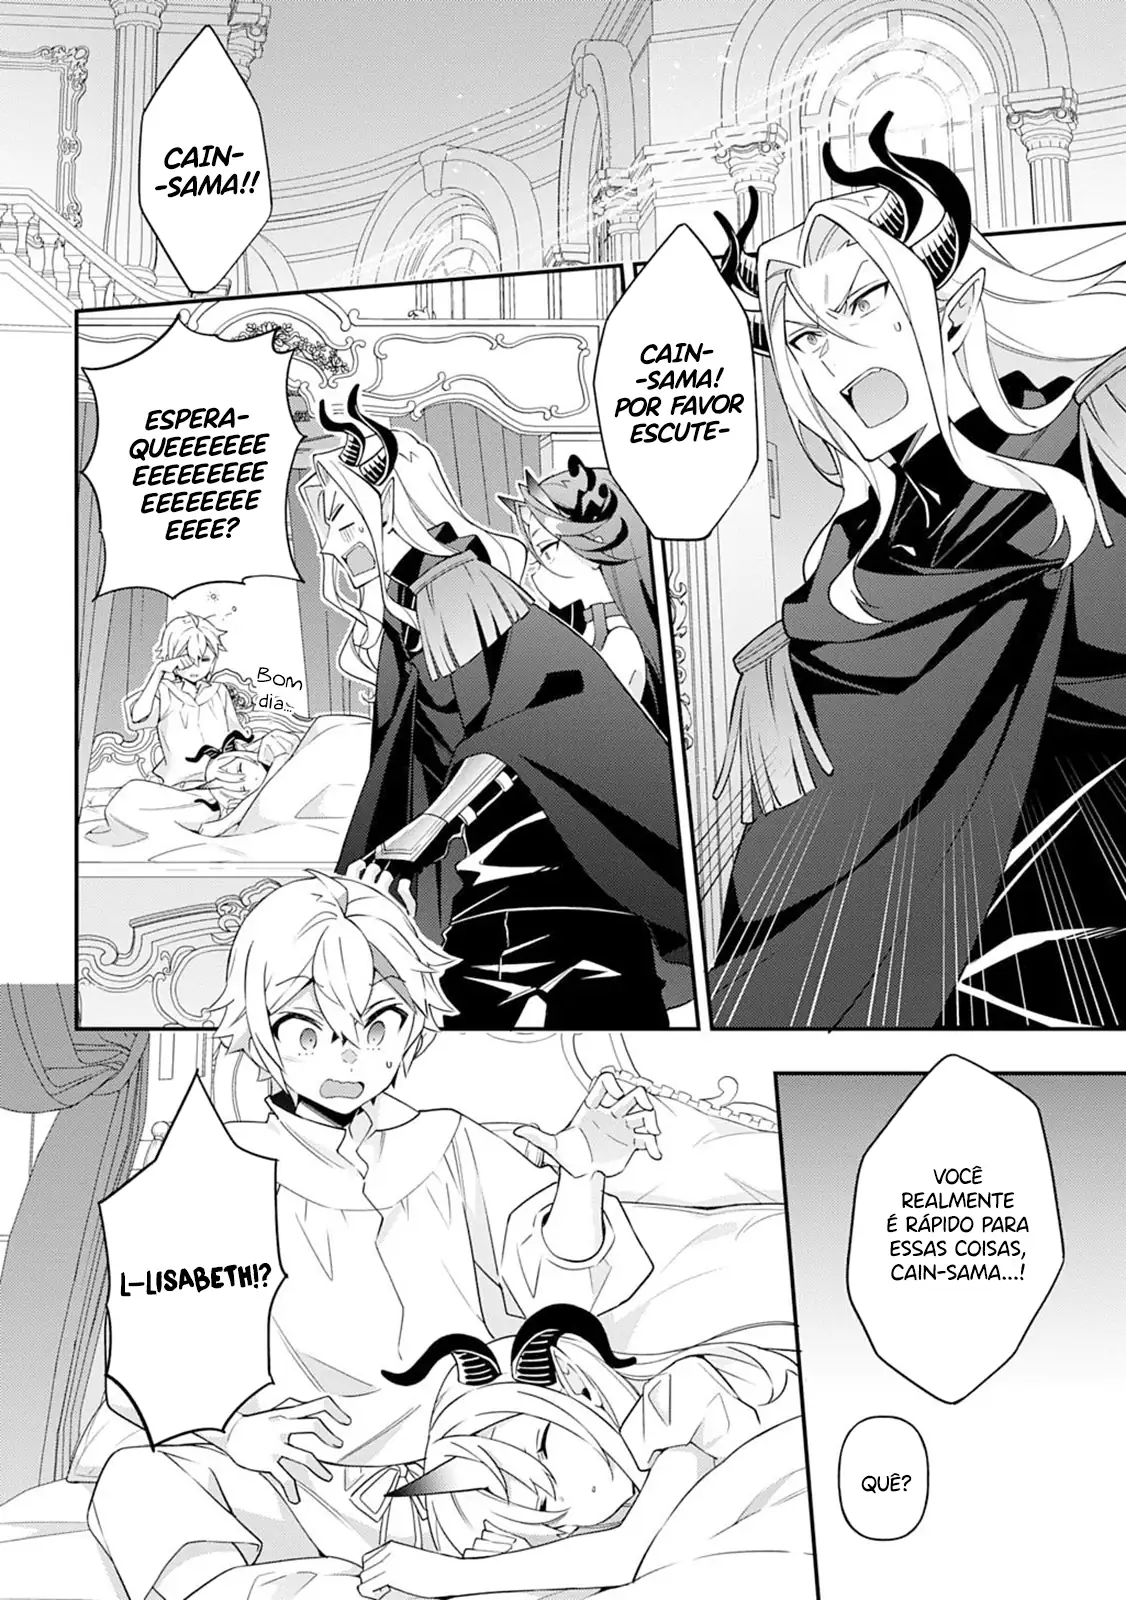 CAIN-
-SAMA!!
CAIN-
-SAMA!
POR FAVOR
ESCUTE-
ESPERA-
QUEEEEEEE
EEEEEEEEE
EEEEEEEE
EEEE?
Bom
dia...
VOCÊ
REALMENTE
É RÁPIDO PARA
ESSAS COISAS,
CAIN-SAMA...!
L-LISABETH!?
QUÊ?